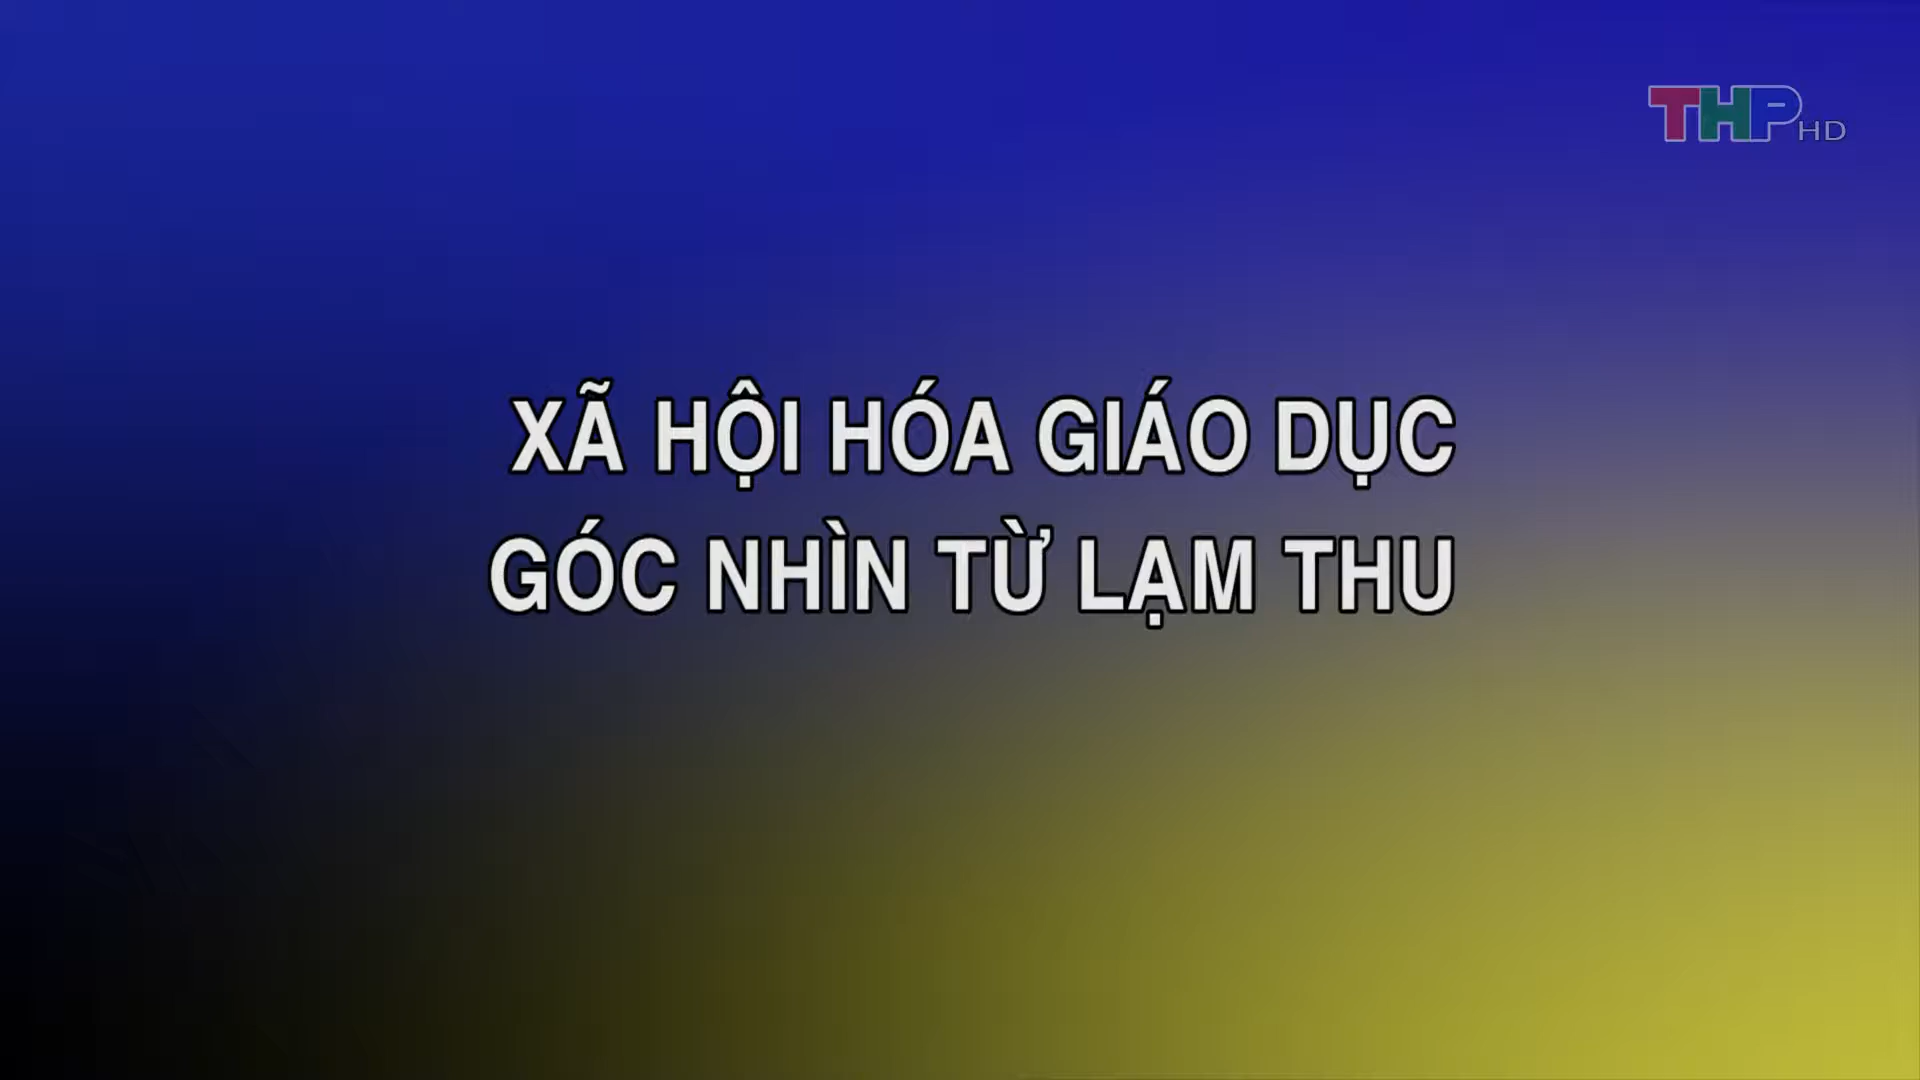 THP HD
XÃ HỘI HÓA GIÁO DỤC
GÓC NHÌN TỪ LẠM THU